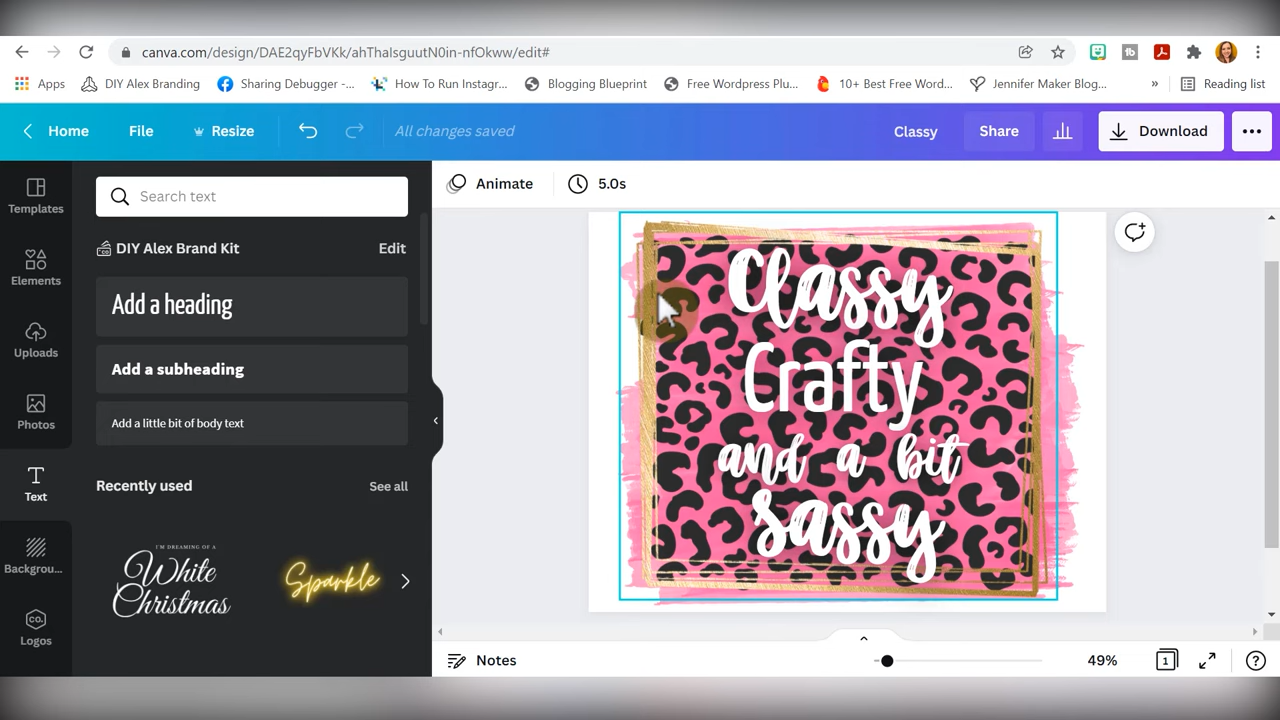 canva.com/design/DAE2qyFbVKk/ahThaIsguutN0in-nfOkww/edit#
Apps DIY Alex Branding Sharing Debugger -... How To Run Instagr... Blogging Blueprint Free Wordpress Plu... 10+ Best Free Word... Jennifer Maker Blog... » Reading list
Home File Resize All changes saved Classy Share Download
Templates
Elements
Uploads
Photos
Text
Backgrou...
co.
Logos
Search text
DIY Alex Brand Kit Edit
Add a heading
Add a subheading
Add a little bit of body text
Recently used See all
I'M DREAMING OF A
White
Christmas
Sparkle
Animate 5.0s
Classy
Crafty
and a bit
sassy
Notes 49% 1